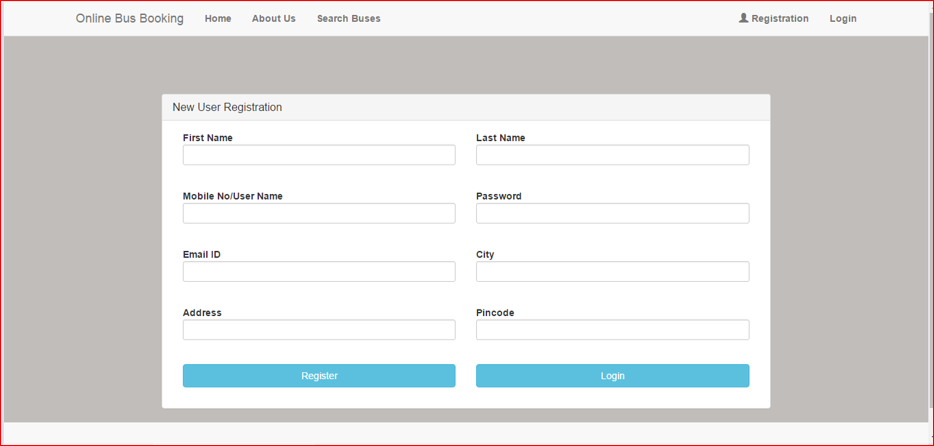 Online Bus Booking Home About Us Search Buses Registration Login
New User Registration
First Name Last Name
Mobile No/User Name Password
Email ID City
Address Pincode
Register Login